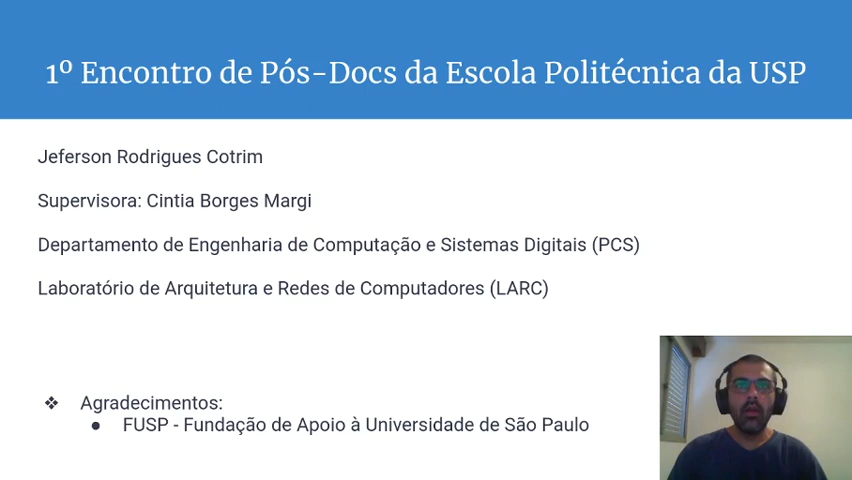 1º Encontro de Pós-Docs da Escola Politécnica da USP
Jeferson Rodrigues Cotrim
Supervisora: Cintia Borges Margi
Departamento de Engenharia de Computação e Sistemas Digitais (PCS)
Laboratório de Arquitetura e Redes de Computadores (LARC)
❖ Agradecimentos:
● FUSP - Fundação de Apoio à Universidade de São Paulo